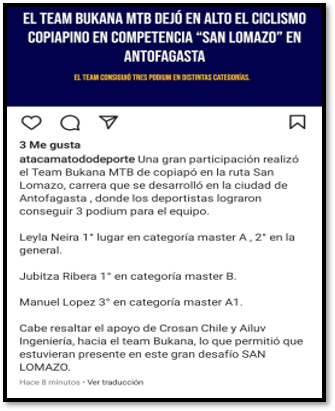 EL TEAM BUKANA MTB DEJÓ EN ALTO EL CICLISMO
COPIAPINO EN COMPETENCIA “SAN LOMAZO” EN
ANTOFAGASTA
EL TEAM CONSIGUIÓ TRES PODIUM EN DISTINTAS CATEGORÍAS.
3 Me gusta
atacamatododeporte Una gran participación realizó
el Team Bukana MTB de copiapó en la ruta San
Lomazo, carrera que se desarrolló en la ciudad de
Antofagasta , donde los deportistas lograron
conseguir 3 podium para el equipo.
Leyla Neira 1° lugar en categoría master A , 2° en la
general.
Jubitza Ribera 1° en categoría master B.
Manuel Lopez 3° en categoría master A1.
Cabe resaltar el apoyo de Crosan Chile y Ailuv
Ingeniería, hacia el team Bukana, lo que permitió que
estuvieran presente en este gran desafío SAN
LOMAZO.
Hace 8 minutos • Ver traducción